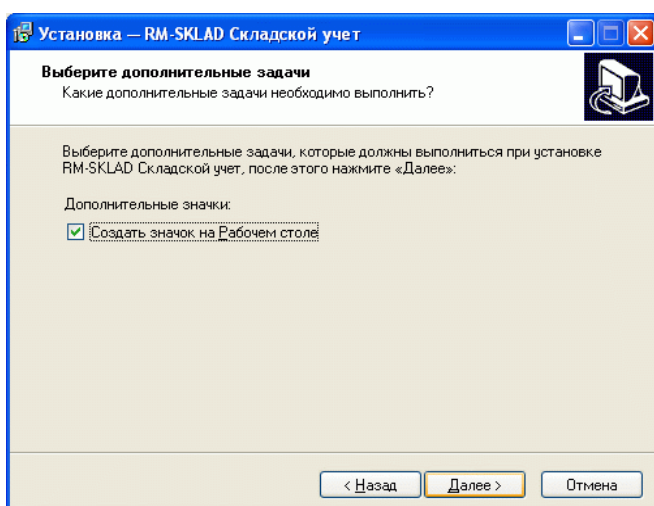 Установка — RM-SKLAD Складской учет
Выберите дополнительные задачи
Какие дополнительные задачи необходимо выполнить?
Выберите дополнительные задачи, которые должны выполниться при установке
RM-SKLAD Складской учет, после этого нажмите «Далее»:
Дополнительные значки:
Создать значок на Рабочем столе
< Назад Далее > Отмена